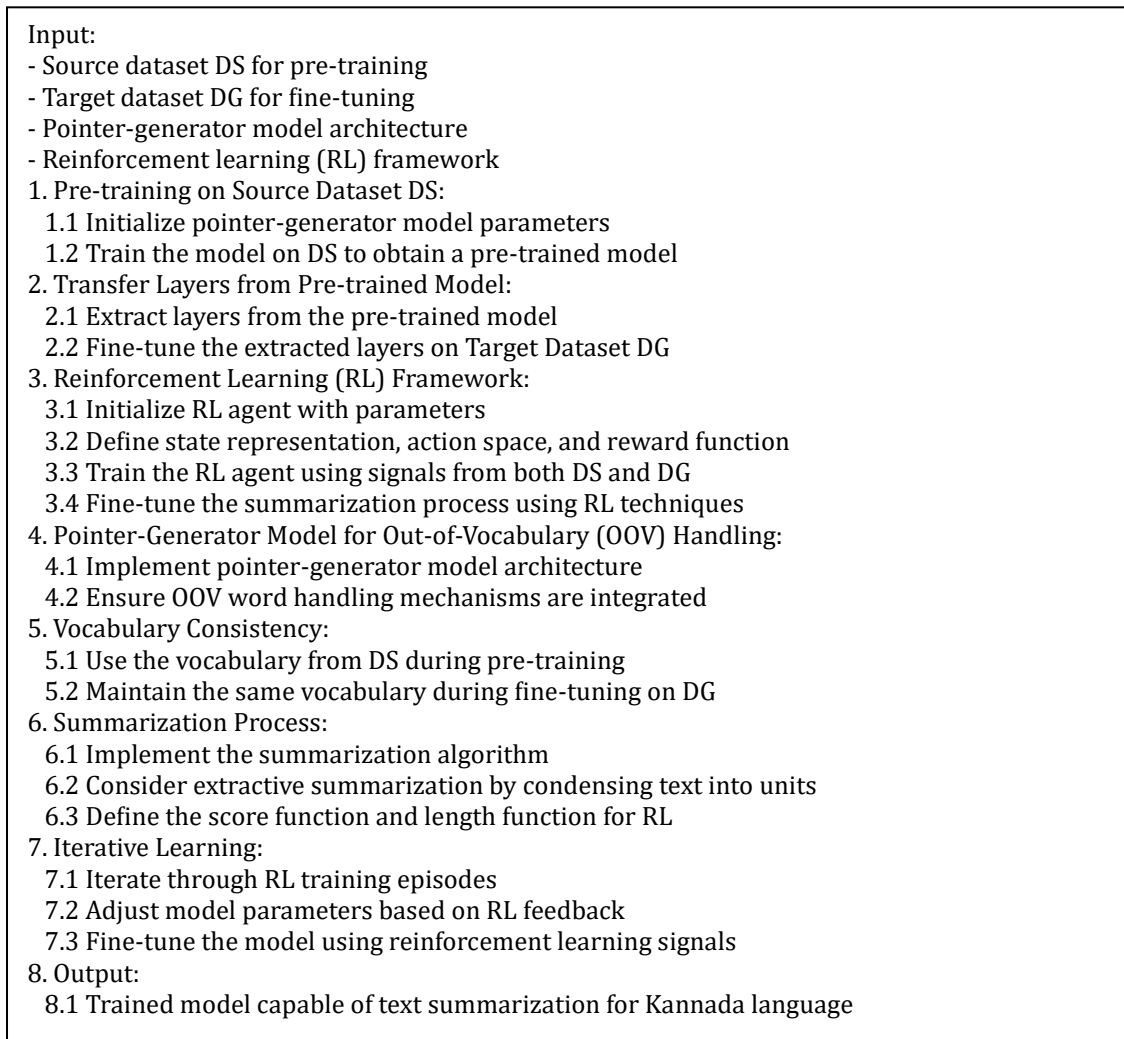 Input:
- Source dataset DS for pre-training
- Target dataset DG for fine-tuning
- Pointer-generator model architecture
- Reinforcement learning (RL) framework
1. Pre-training on Source Dataset DS:
1.1 Initialize pointer-generator model parameters
1.2 Train the model on DS to obtain a pre-trained model
2. Transfer Layers from Pre-trained Model:
2.1 Extract layers from the pre-trained model
2.2 Fine-tune the extracted layers on Target Dataset DG
3. Reinforcement Learning (RL) Framework:
3.1 Initialize RL agent with parameters
3.2 Define state representation, action space, and reward function
3.3 Train the RL agent using signals from both DS and DG
3.4 Fine-tune the summarization process using RL techniques
4. Pointer-Generator Model for Out-of-Vocabulary (OOV) Handling:
4.1 Implement pointer-generator model architecture
4.2 Ensure OOV word handling mechanisms are integrated
5. Vocabulary Consistency:
5.1 Use the vocabulary from DS during pre-training
5.2 Maintain the same vocabulary during fine-tuning on DG
6. Summarization Process:
6.1 Implement the summarization algorithm
6.2 Consider extractive summarization by condensing text into units
6.3 Define the score function and length function for RL
7. Iterative Learning:
7.1 Iterate through RL training episodes
7.2 Adjust model parameters based on RL feedback
7.3 Fine-tune the model using reinforcement learning signals
8. Output:
8.1 Trained model capable of text summarization for Kannada language